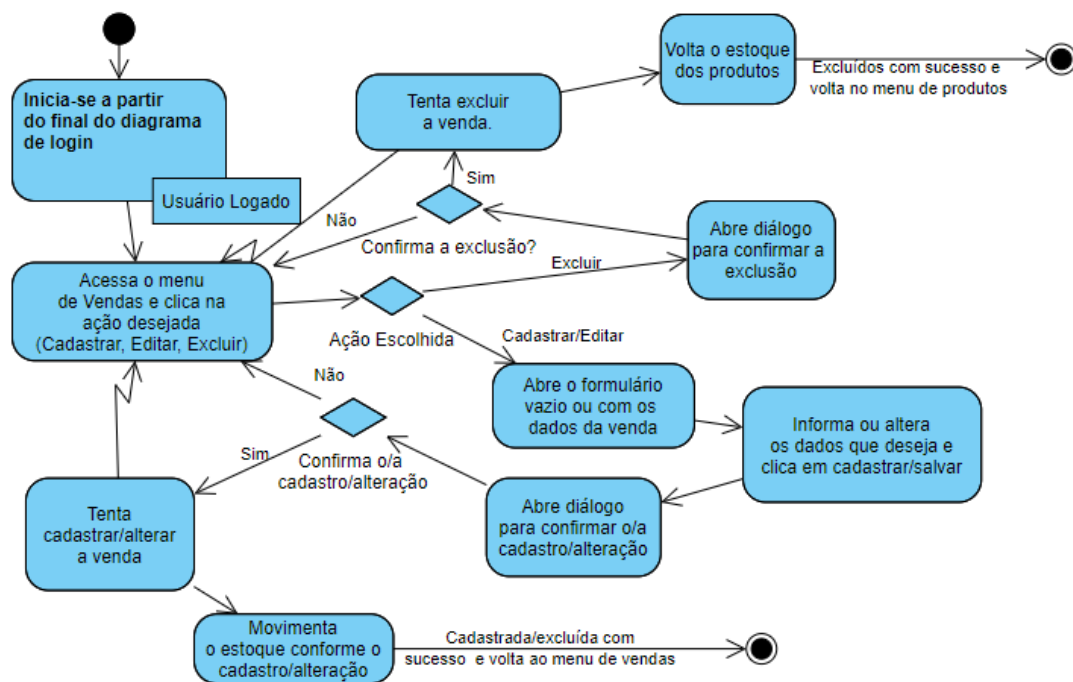 Inicia-se a partir
do final do diagrama
de login
Usuário Logado
Acessa o menu
de Vendas e clica na
ação desejada
(Cadastrar, Editar, Excluir)
Tenta excluir
a venda.
Volta o estoque
dos produtos
Excluídos com sucesso e
volta no menu de produtos
Sim
Não
Confirma a exclusão?
Abre diálogo
para confirmar a
exclusão
Excluir
Ação Escolhida
Cadastrar/Editar
Abre o formulário
vazio ou com os
dados da venda
Informa ou altera
os dados que deseja e
clica em cadastrar/salvar
Não
Sim
Confirma o/a
cadastro/alteração
Abre diálogo
para confirmar o/a
cadastro/alteração
Tenta
cadastrar/alterar
a venda
Movimenta
o estoque conforme o
cadastro/alteração
Cadastrada/excluída com
sucesso e volta ao menu de vendas